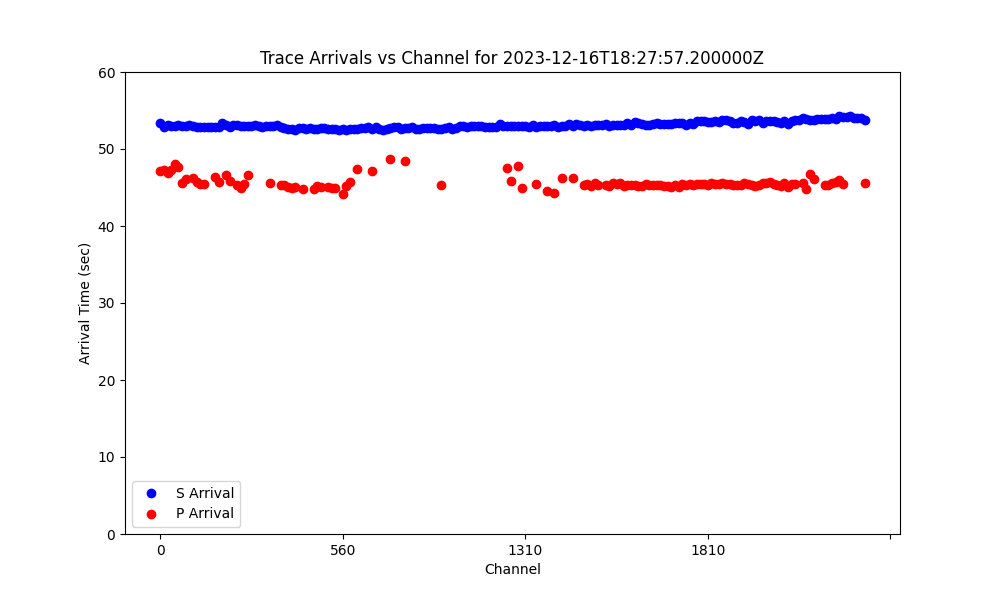 Trace Arrivals vs Channel for 2023-12-16T18:27:57.200000Z
60
50
40
30
20
10
0
Arrival Time (sec)
S Arrival
P Arrival
0 560 1310 1810
Channel